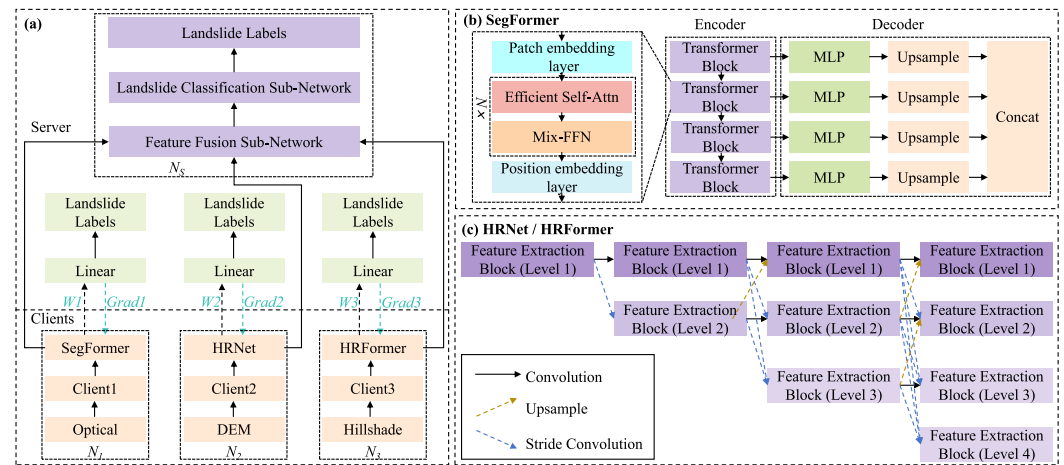 (a)
Landslide Labels
Landslide Classification Sub-Network
Server
Feature Fusion Sub-Network
N_S
Landslide
Labels
Landslide
Labels
Landslide
Labels
Linear
Linear
Linear
W1
Grad1
W2
Grad2
W3
Grad3
Clients
SegFormer
HRNet
HRFormer
Client1
Client2
Client3
Optical
DEM
Hillshade
N_1
N_2
N_3
(b) SegFormer
Patch embedding
layer
N×
Efficient Self-Attn
Mix-FFN
Position embedding
layer
Encoder
Decoder
Transformer
Block
MLP
Upsample
Transformer
Block
MLP
Upsample
Concat
Transformer
Block
MLP
Upsample
Transformer
Block
MLP
Upsample
(c) HRNet / HRFormer
Feature Extraction
Block (Level 1)
Feature Extraction
Block (Level 1)
Feature Extraction
Block (Level 1)
Feature Extraction
Block (Level 1)
Feature Extraction
Block (Level 2)
Feature Extraction
Block (Level 2)
Feature Extraction
Block (Level 2)
Feature Extraction
Block (Level 3)
Feature Extraction
Block (Level 3)
Feature Extraction
Block (Level 4)
Convolution
Upsample
Stride Convolution